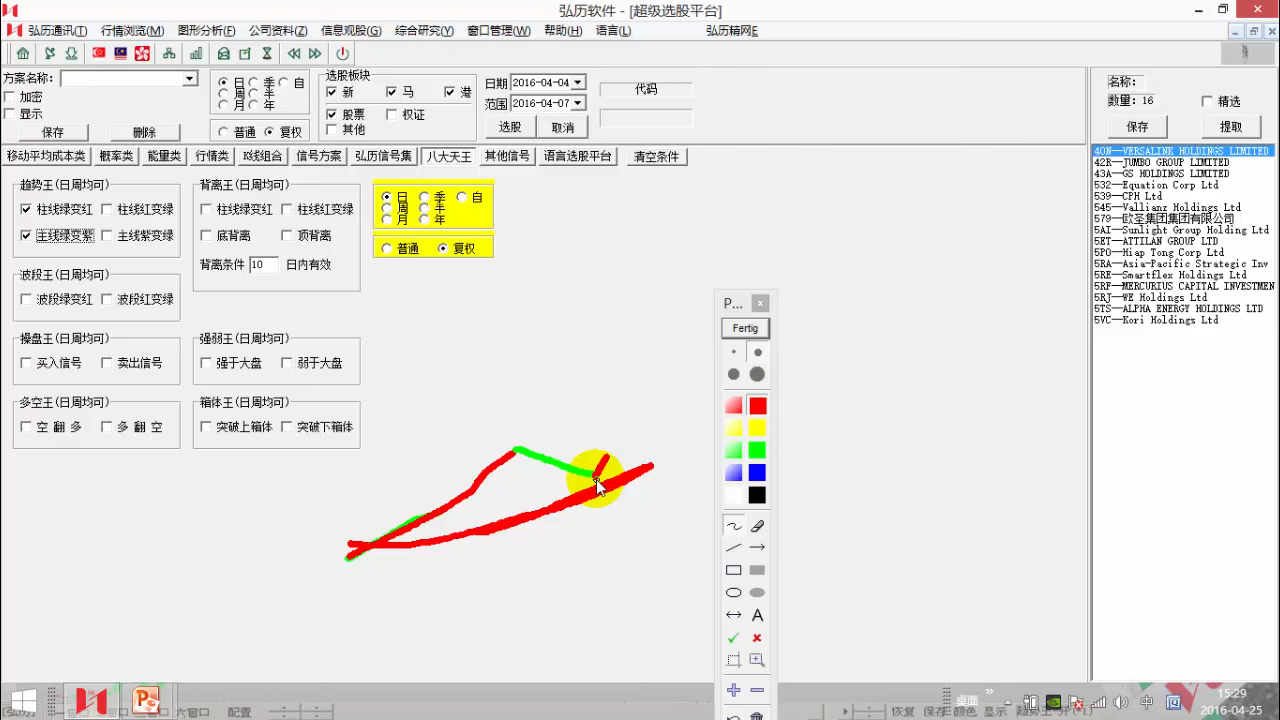 弘历软件 - [超级选股平台]
弘历通讯(T) 行情浏览(M) 图形分析(F) 公司资料(Z) 信息观股(G) 综合研究(Y) 窗口管理(W) 帮助(H) 语言(L) 弘历精网E
方案名称:
加密
显示
保存 删除
日 季 自
周 半
月 年
普通 复权
选股板块
新 马 港
股票 权证
其他
日期 2016-04-04
范围 2016-04-07
选股 取消
代码
名称:
数量: 16 精选
保存 提取
移动平均成本类 概率类 能量类 行情类 K线组合 信号方案 弘历信号集 八大天王 其他信号 语言选股平台 清空条件
趋势王(日周均可)
柱线绿变红 柱线红变绿
主线绿变紫 主线紫变绿
背离王(日周均可)
柱线绿变红 柱线红变绿
底背离 顶背离
背离条件 10 日内有效
日 季 自
周 半
月 年
普通 复权
波段王(日周均可)
波段绿变红 波段红变绿
操盘王(日周均可)
买入信号 卖出信号
强弱王(日周均可)
强于大盘 弱于大盘
多空王(日周均可)
空 翻 多 多 翻 空
箱体王(日周均可)
突破上箱体 突破下箱体
4ON—VERSALINK HOLDINGS LIMITED
42R—JUMBO GROUP LIMITED
43A—GS HOLDINGS LIMITED
532—Equation Corp Ltd
539—CPH Ltd
545—Vallianz Holdings Ltd
579—欧圣集团集团有限公司
5AI—Sunlight Group Holding Ltd
5ET—ATTILAN GROUP LTD
5PO—Hiap Tong Corp Ltd
5RA—Asia-Pacific Strategic Inv
5RE—Smartflex Holdings Ltd
5RF—MERCURIUS CAPITAL INVESTMEN
5RJ—WE Holdings Ltd
5TS—ALPHA ENERGY HOLDINGS LTD
5VC—Kori Holdings Ltd
P...
Fertig
A
六窗口 配置
桌面
恢复 保存 颜色 显示
中
15:29
2016-04-25